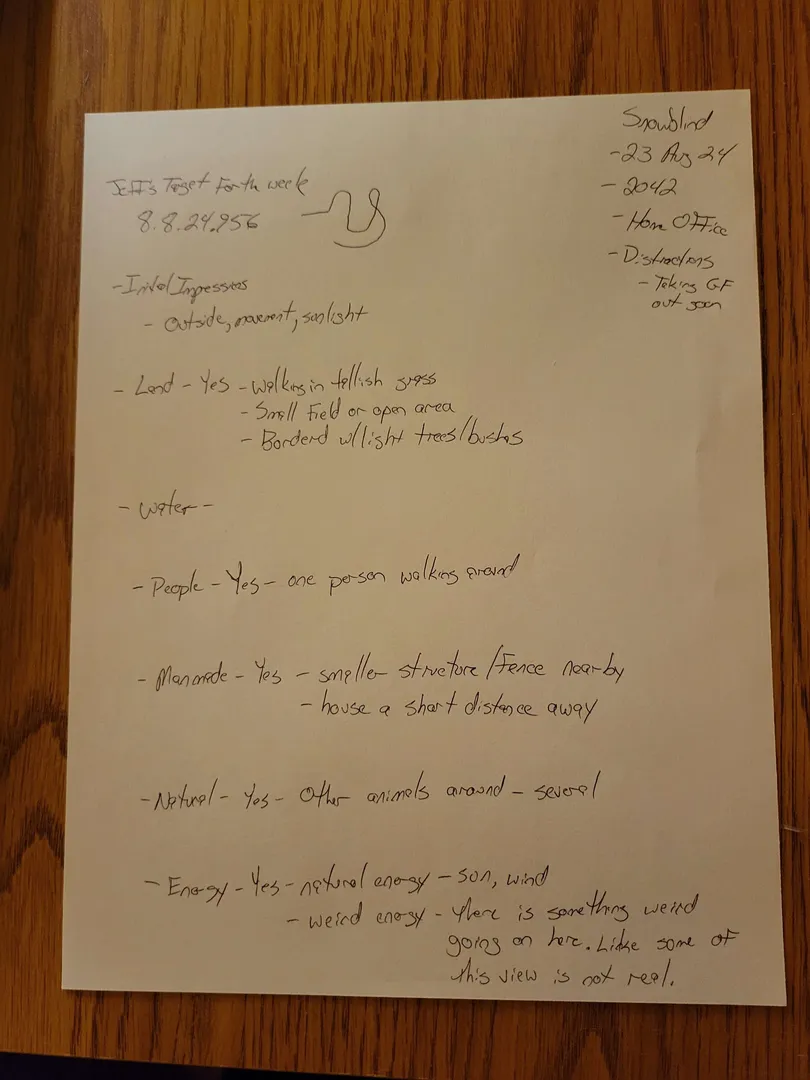 Snowblind
- 23 Aug 24
- 2042
- Home Office
- Distractions
- Taking GF
out soon
Jeff's Target For the week
8.8.24.956
- Initel Impressios
- outside, movement, sunlight
- Land - Yes - Walking in tallish grass
- Small Field or open area
- Borderd w/light trees/bushes
- Water -
- People - Yes - one person walking around
- Manmade - Yes - smaller structure/Fence nearby
- house a short distance away
- Natural - Yes - Other animals around - several
- Energy - Yes - natural energy - sun, wind
- weird energy - there is something weird
going on here. Like some of
this view is not real.